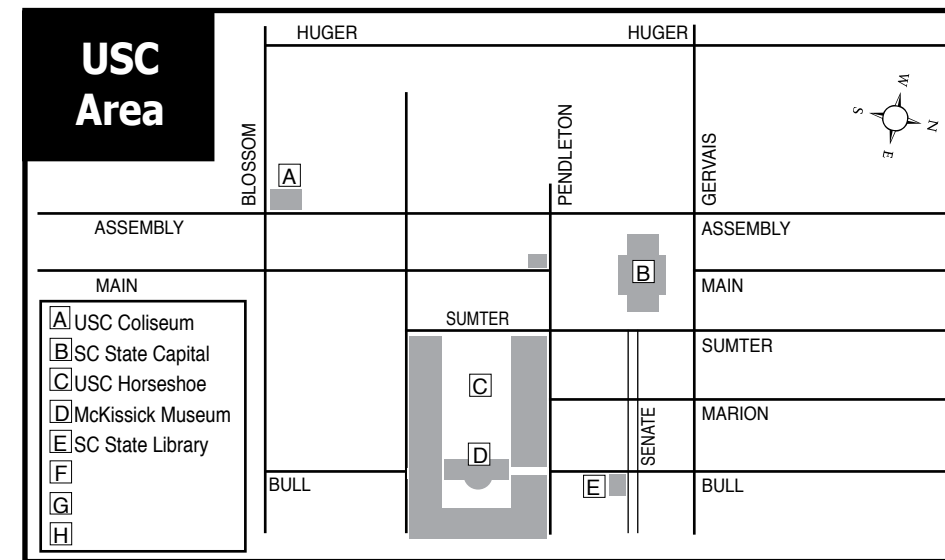 USC
Area
HUGER
HUGER
W
S
N
E
BLOSSOM
PENDLETON
GERVAIS
A
ASSEMBLY
ASSEMBLY
MAIN
B
MAIN
SUMTER
SUMTER
A USC Coliseum
B SC State Capital
C USC Horseshoe
D McKissick Museum
E SC State Library
F
G
H
C
MARION
SENATE
D
BULL
E
BULL